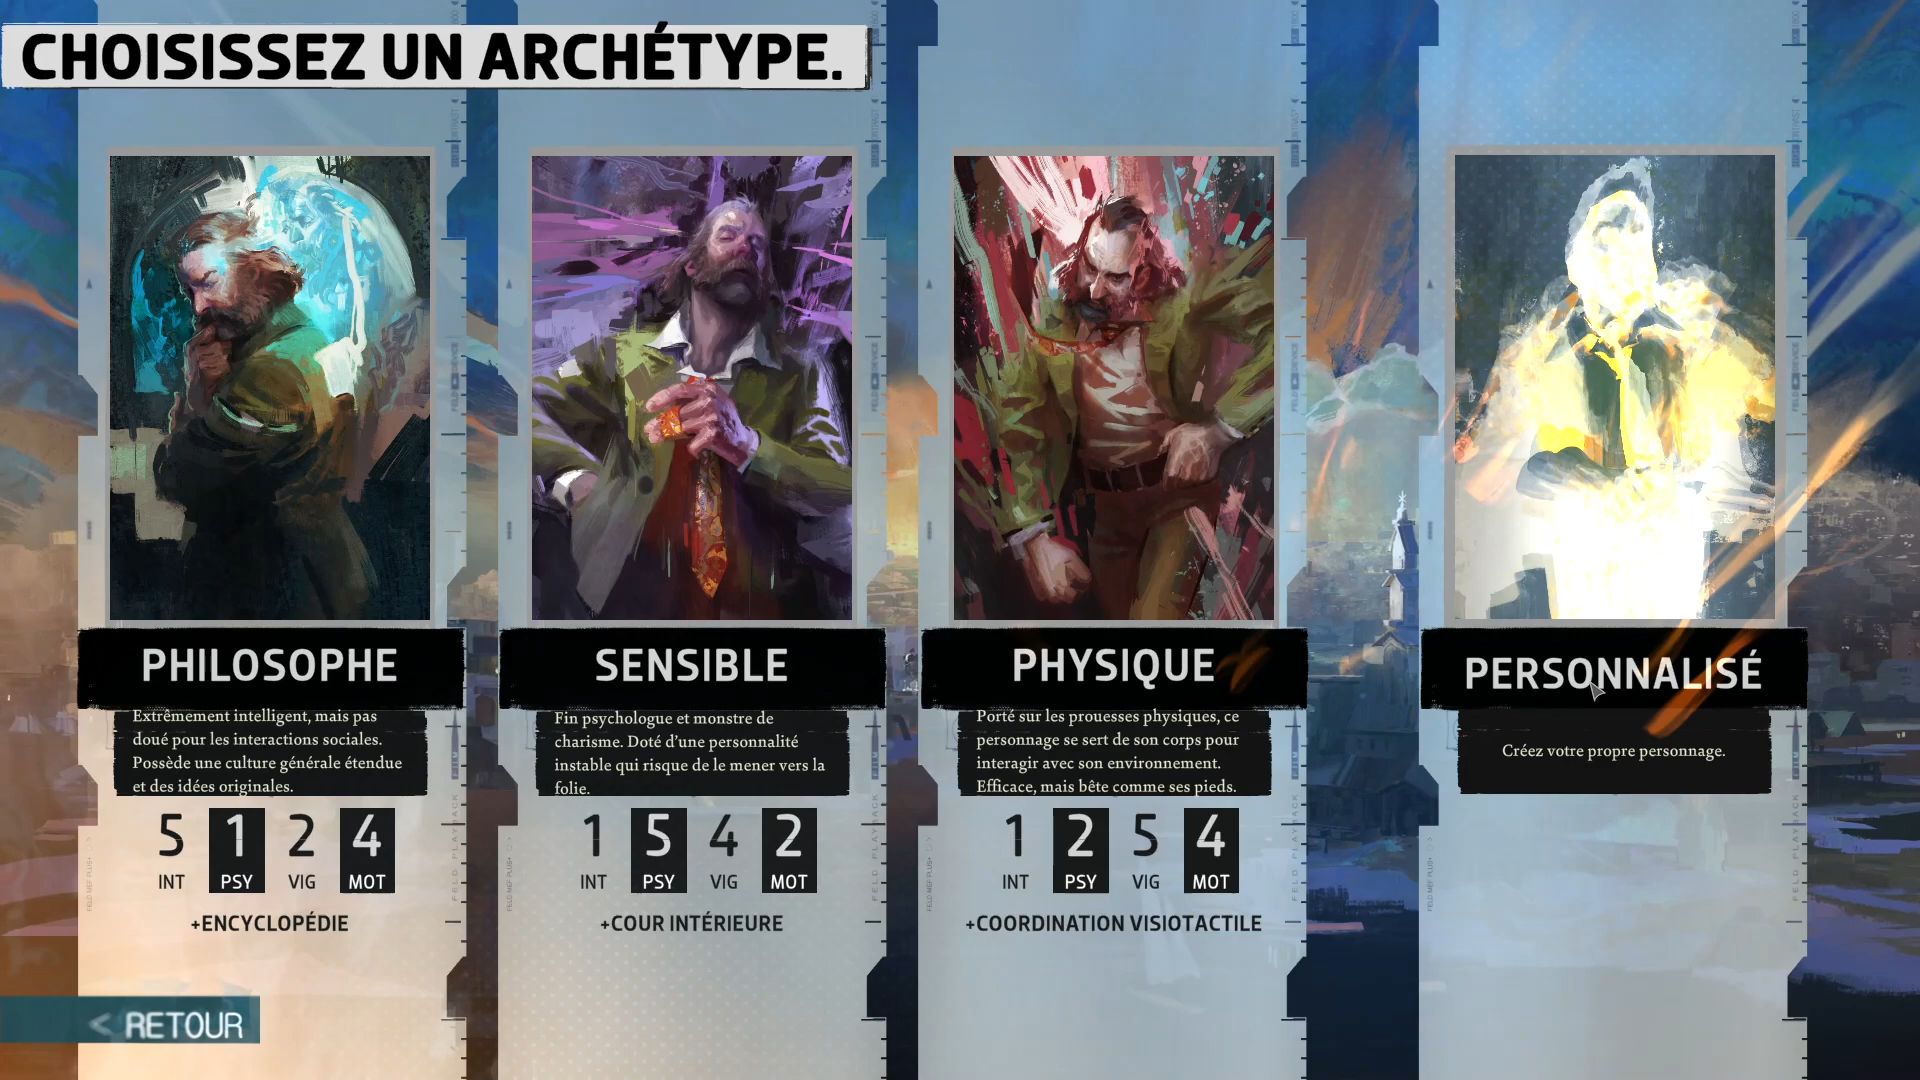 CHOISISSEZ UN ARCHÉTYPE.
PHILOSOPHE
Extrêmement intelligent, mais pas
doué pour les interactions sociales.
Possède une culture générale étendue
et des idées originales.
5 1 2 4
INT PSY VIG MOT
+ENCYCLOPÉDIE
SENSIBLE
Fin psychologue et monstre de
charisme. Doté d'une personnalité
instable qui risque de le mener vers la
folie.
1 5 4 2
INT PSY VIG MOT
+COUR INTÉRIEURE
PHYSIQUE
Porté sur les prouesses physiques, ce
personnage se sert de son corps pour
interagir avec son environnement.
Efficace, mais bête comme ses pieds.
1 2 5 4
INT PSY VIG MOT
+COORDINATION VISIOTACTILE
PERSONNALISÉ
Créez votre propre personnage.
< RETOUR